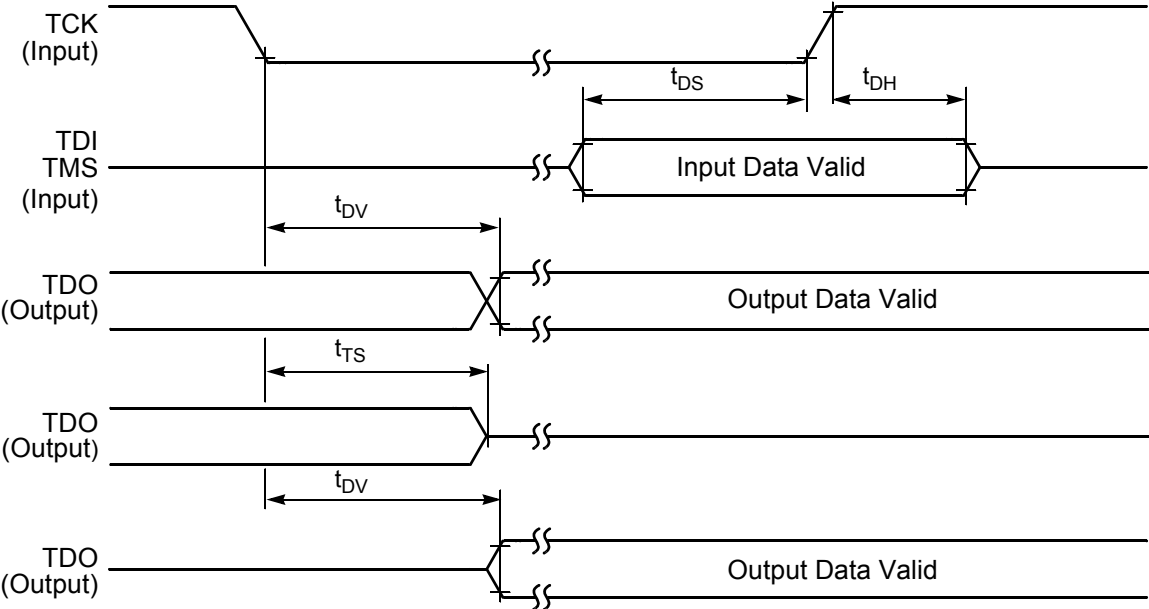 TCK
(Input)
tDS
tDH
TDI
TMS
(Input)
Input Data Valid
tDV
TDO
(Output)
Output Data Valid
tTS
TDO
(Output)
tDV
TDO
(Output)
Output Data Valid